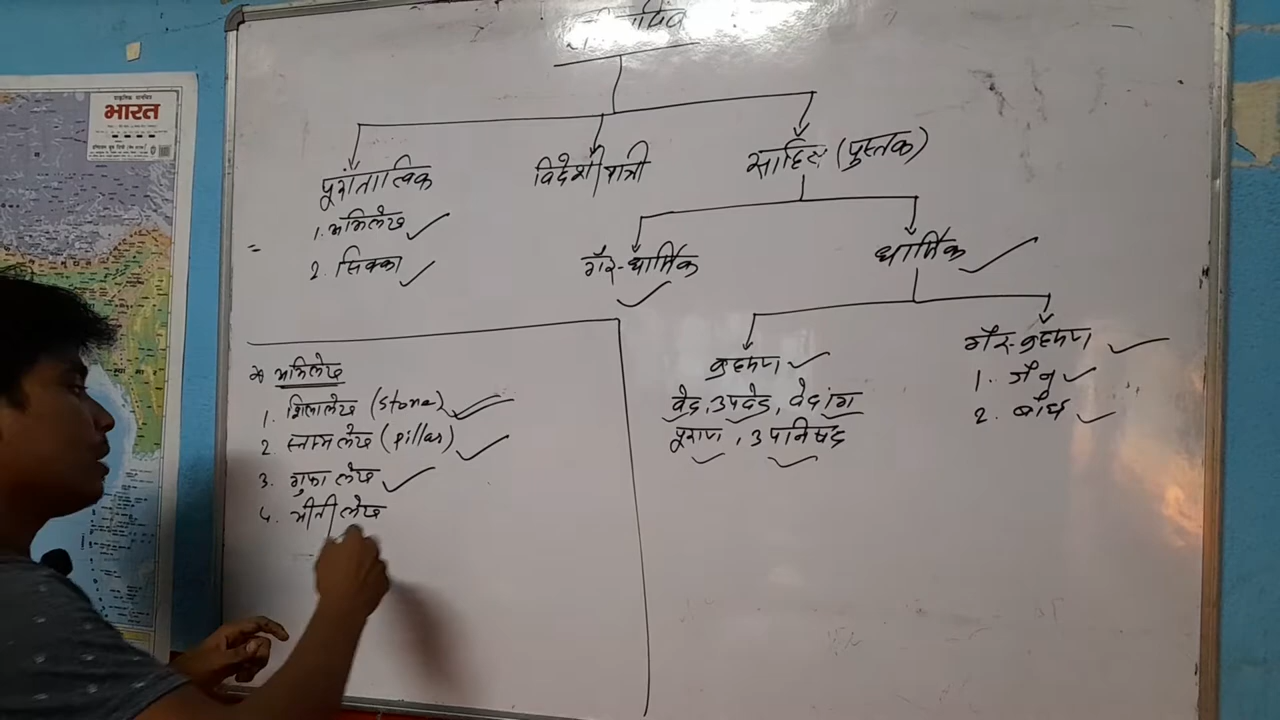 भारत
पुरातात्विक
विदेशी यात्री
साहित्य (पुस्तक)
1. अभिलेख
2. सिक्का
गैर-धार्मिक
धार्मिक
ब्राह्मण
वेद, उपवेद, वेदांग
पुराण, उपनिषद
गैर-ब्राह्मण
1. जैन
2. बौध
* अभिलेख
1. शिलालेख (Stone)
2. स्तम्भ लेख (pillar)
3. गुफा लेख
4. भीती लेख